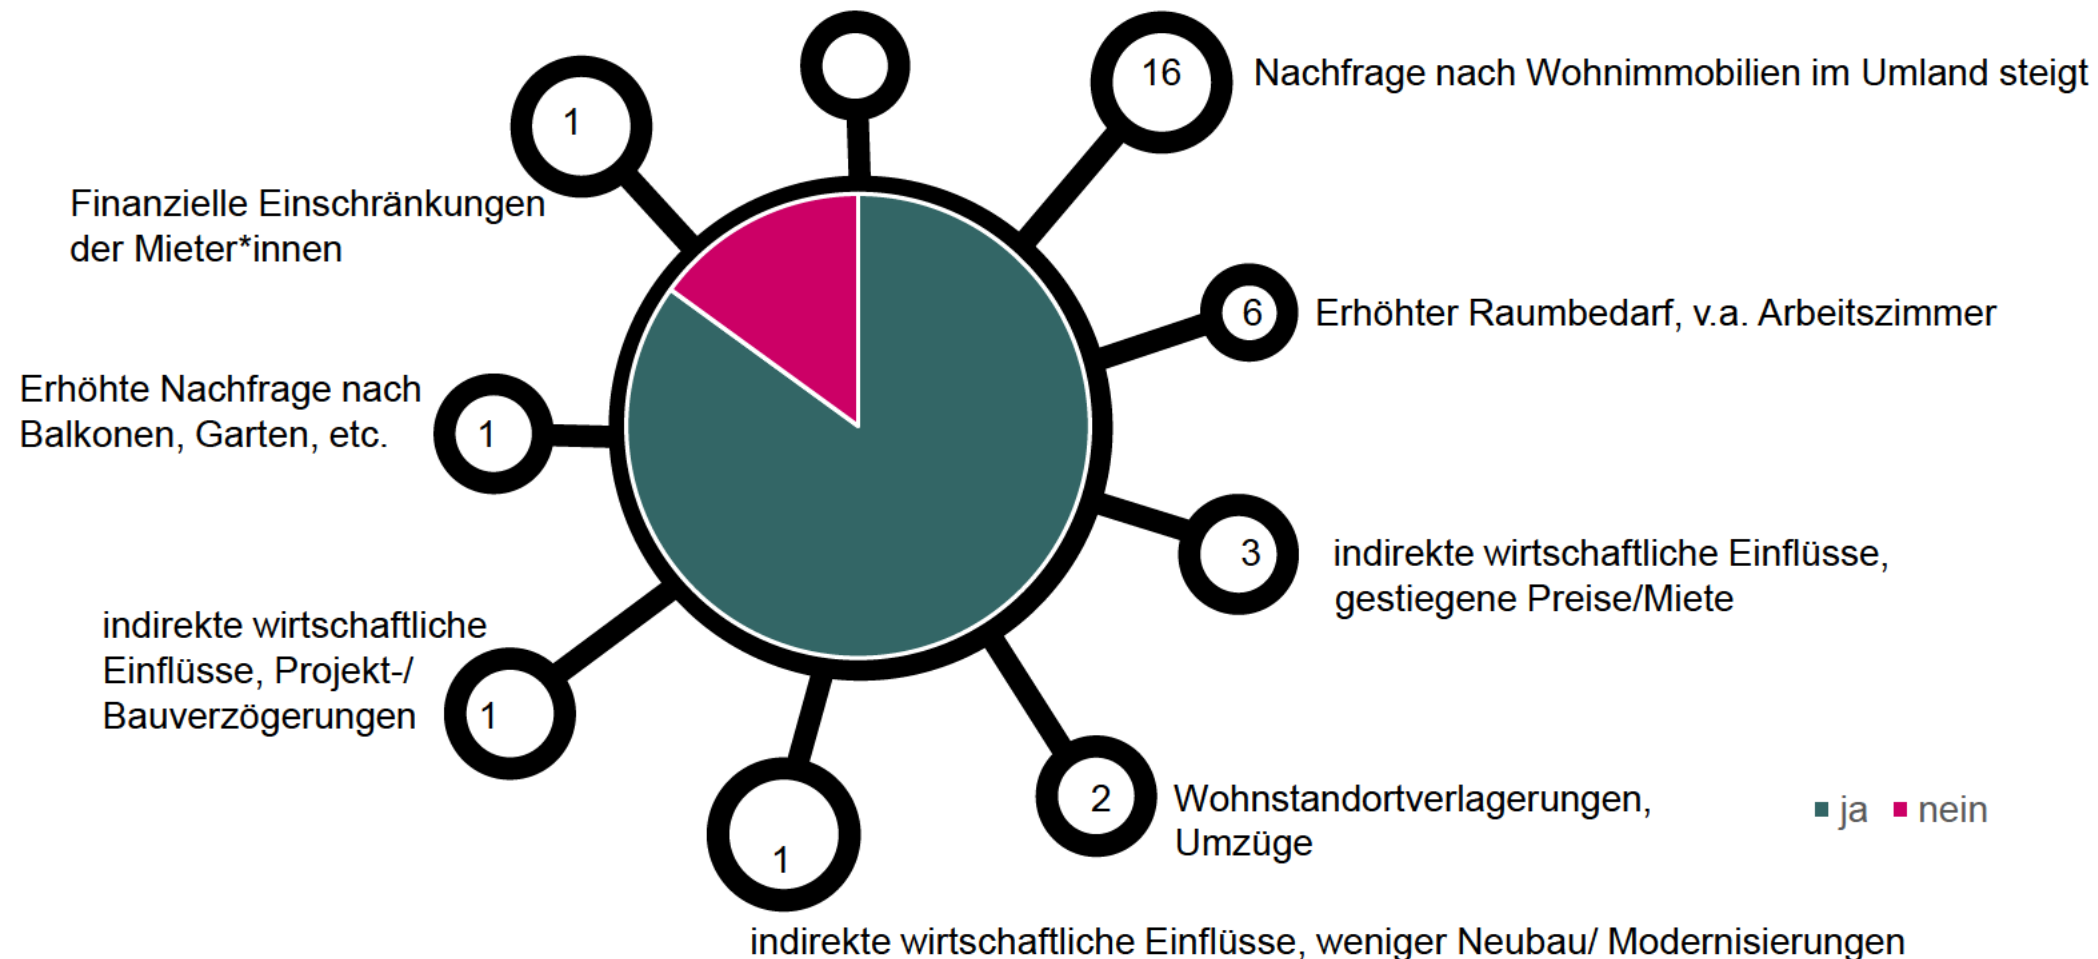 16
Nachfrage nach Wohnimmobilien im Umland steigt
6
Erhöhter Raumbedarf, v.a. Arbeitszimmer
3
indirekte wirtschaftliche Einflüsse,
gestiegene Preise/Miete
2
Wohnstandortverlagerungen,
Umzüge
1
indirekte wirtschaftliche Einflüsse, weniger Neubau/ Modernisierungen
indirekte wirtschaftliche
Einflüsse, Projekt-/
Bauverzögerungen
1
Erhöhte Nachfrage nach
Balkonen, Garten, etc.
1
Finanzielle Einschränkungen
der Mieter*innen
1
ja nein